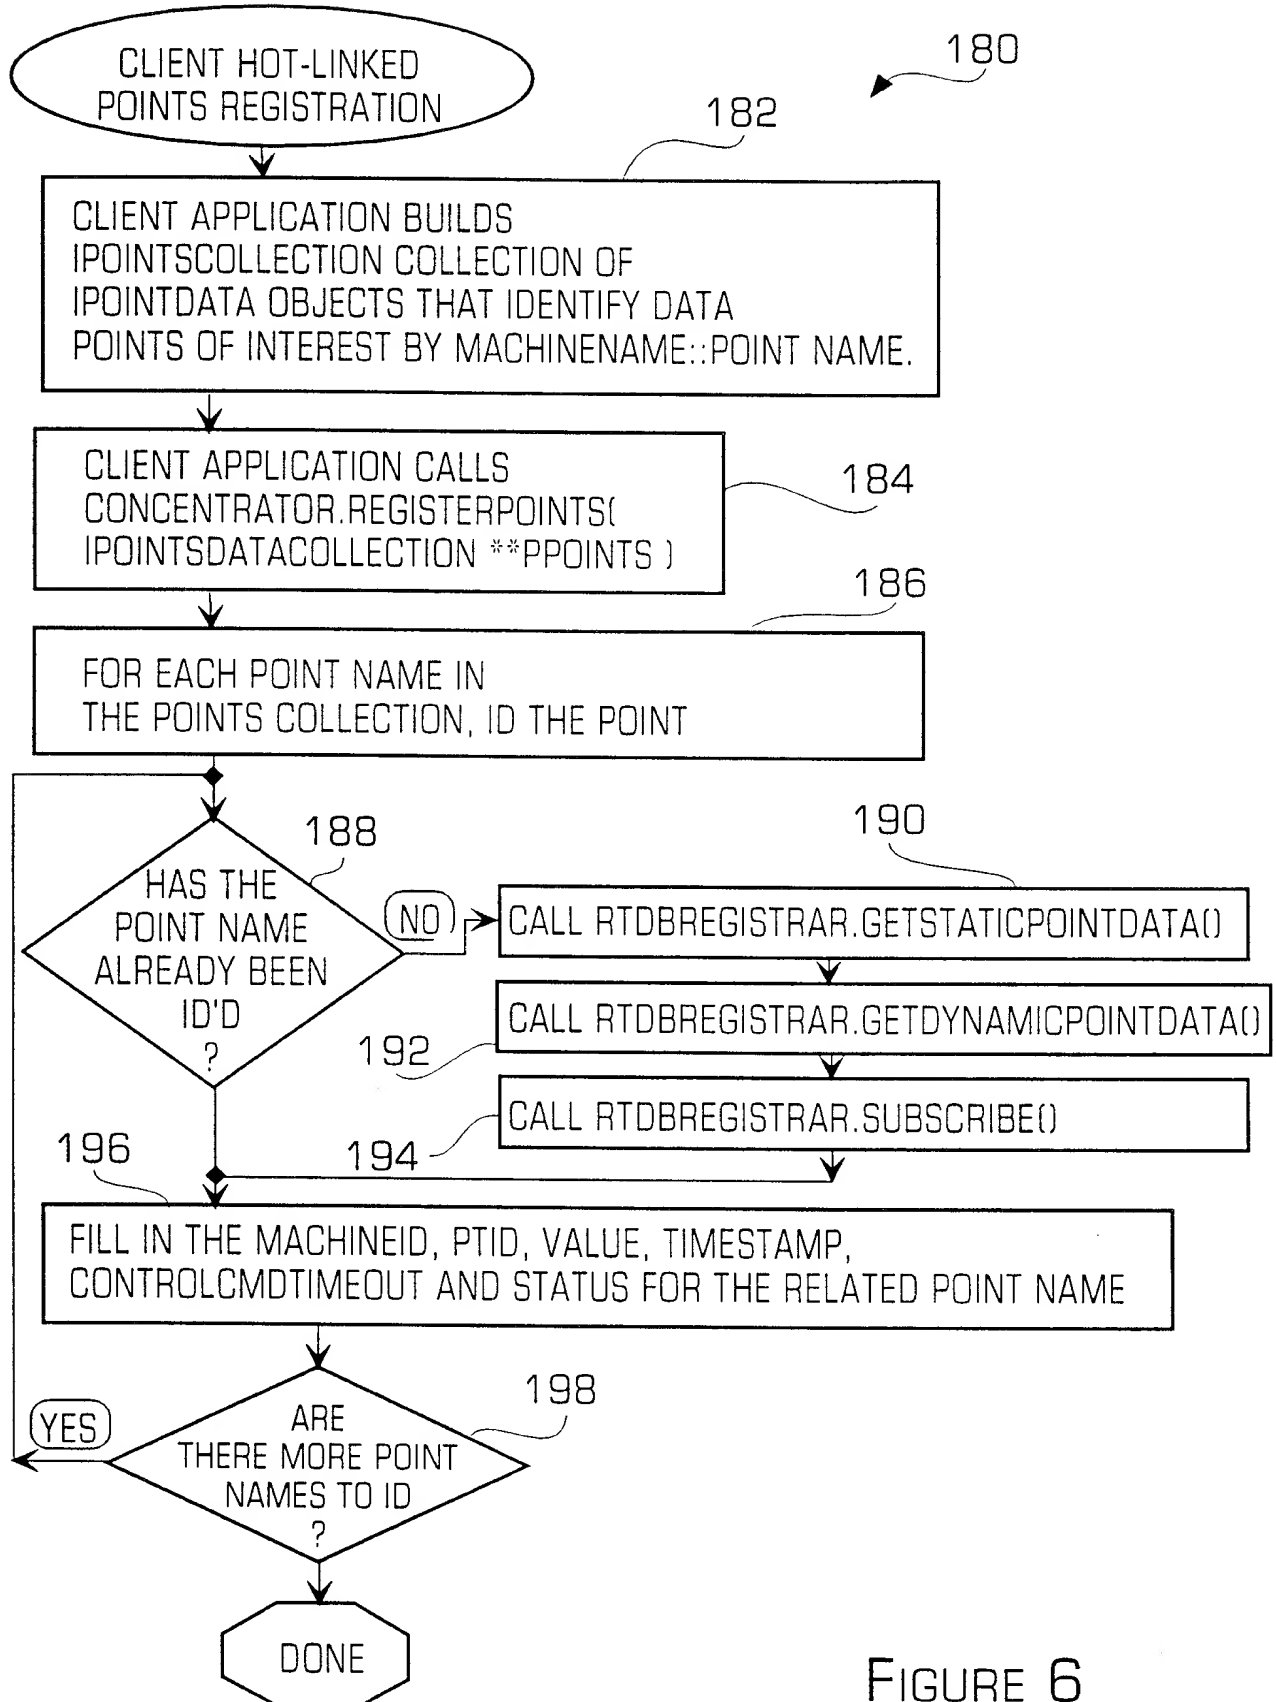 CLIENT HOT-LINKED
POINTS REGISTRATION
180
182
CLIENT APPLICATION BUILDS
IPOINTSCOLLECTION COLLECTION OF
IPOINTDATA OBJECTS THAT IDENTIFY DATA
POINTS OF INTEREST BY MACHINENAME::POINT NAME.
CLIENT APPLICATION CALLS
CONCENTRATOR.REGISTERPOINTS(
IPOINTSDATACOLLECTION **PPOINTS )
184
186
FOR EACH POINT NAME IN
THE POINTS COLLECTION, ID THE POINT
188
HAS THE
POINT NAME
ALREADY BEEN
ID'D
?
NO
190
CALL RTDBREGISTRAR.GETSTATICPOINTDATA()
CALL RTDBREGISTRAR.GETDYNAMICPOINTDATA()
192
CALL RTDBREGISTRAR.SUBSCRIBE()
194
196
FILL IN THE MACHINEID, PTID, VALUE, TIMESTAMP,
CONTROLCMDTIMEOUT AND STATUS FOR THE RELATED POINT NAME
198
YES
ARE
THERE MORE POINT
NAMES TO ID
?
DONE
FIGURE 6